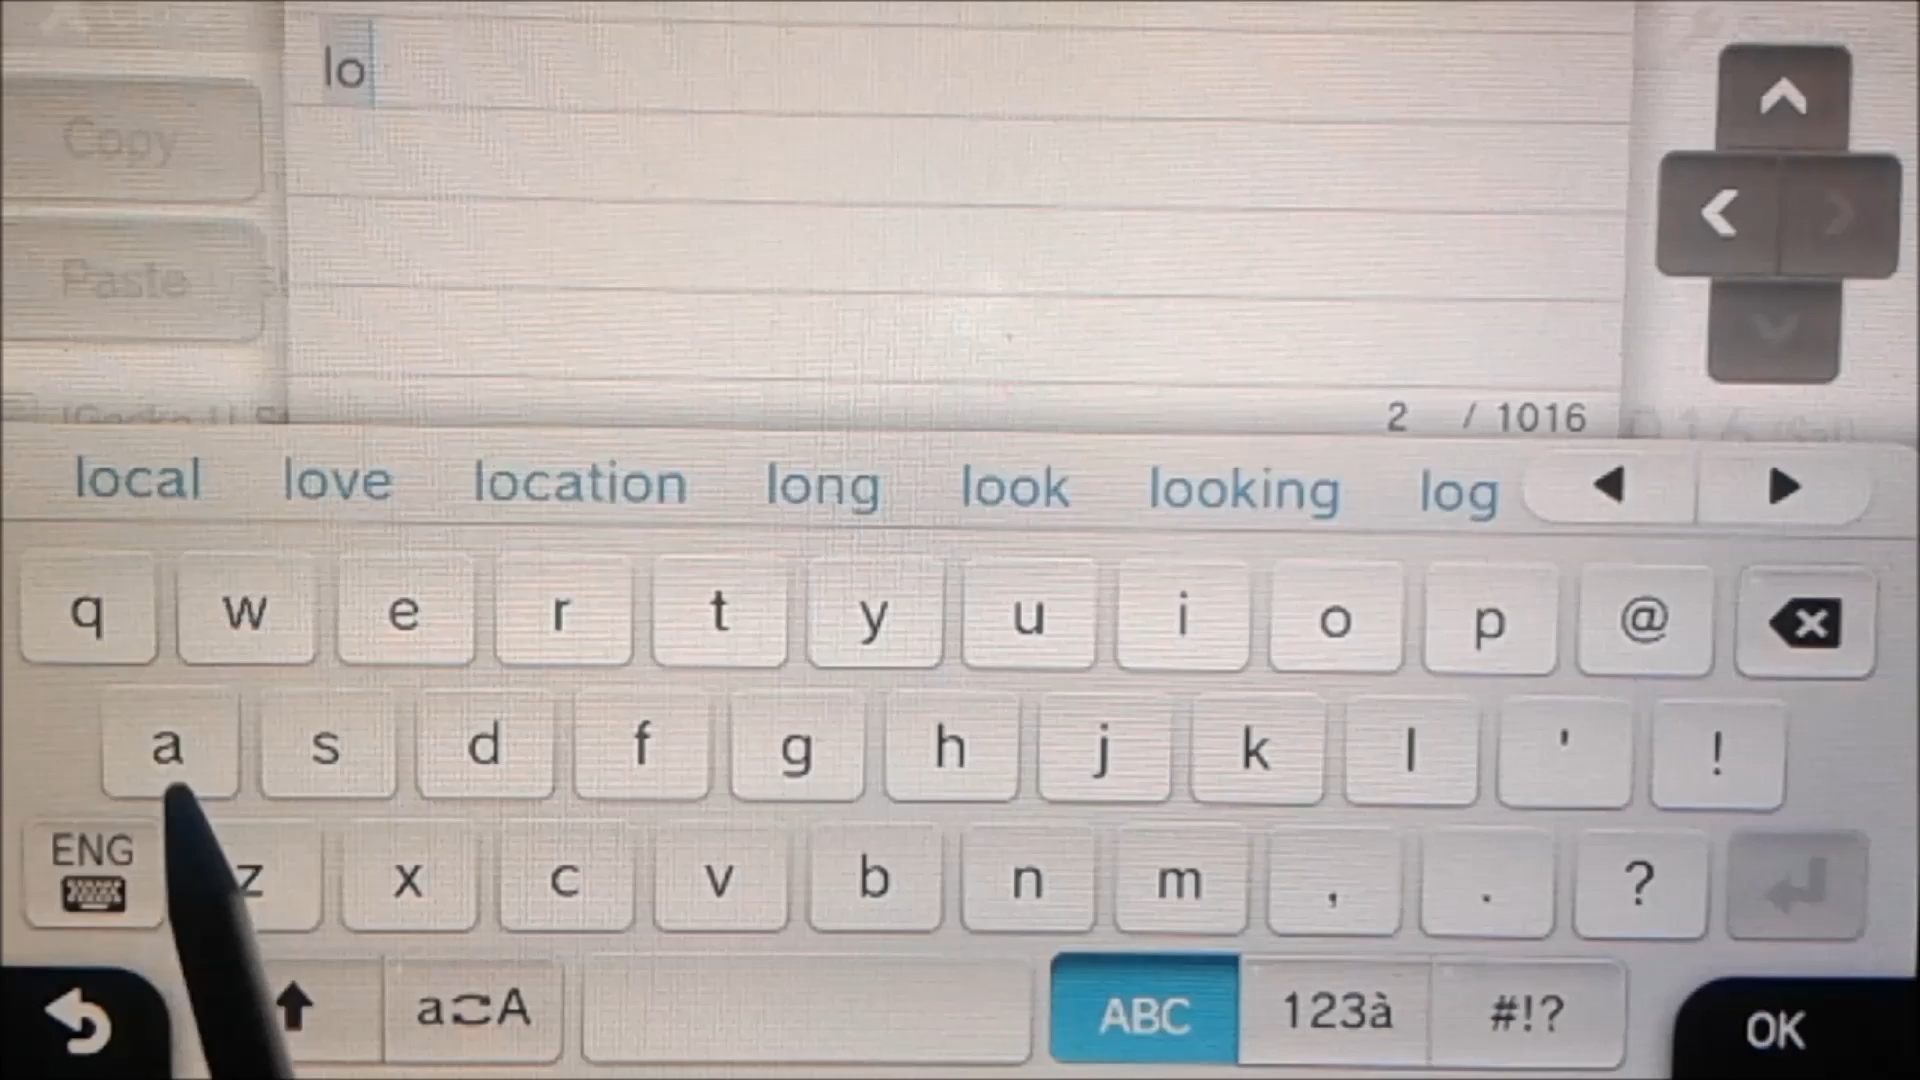 lo
Copy
Paste
2 / 1016
local love location long look looking log
q w e r t y u i o p @
a s d f g h j k l ' !
ENG z x c v b n m , . ?
a A ABC 123à #!? OK